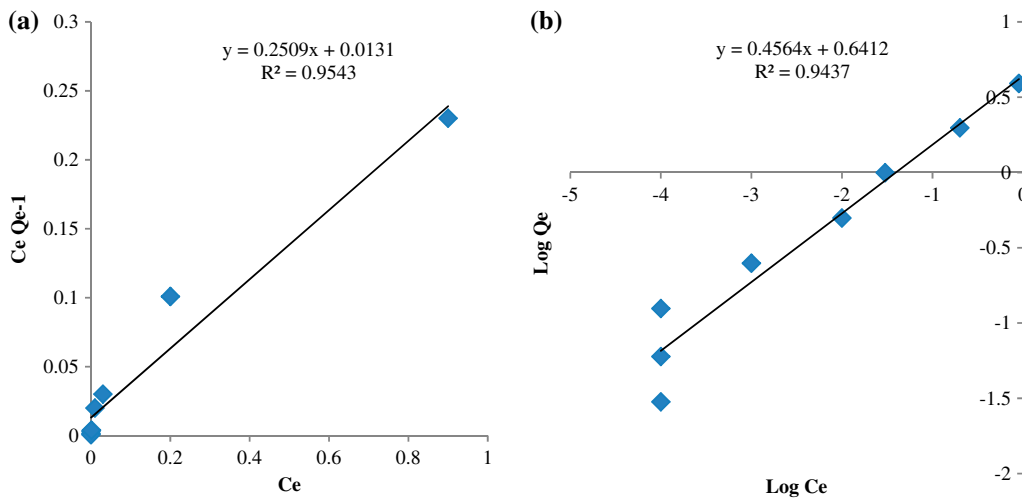 (a)
y = 0.2509x + 0.0131
R² = 0.9543
0.3
0.25
0.2
0.15
0.1
0.05
0
0
0.2
0.4
0.6
0.8
1
Ce Qe-1
Ce
(b)
y = 0.4564x + 0.6412
R² = 0.9437
1
0.5
0
-0.5
-1
-1.5
-2
-5
-4
-3
-2
-1
0
Log Qe
Log Ce